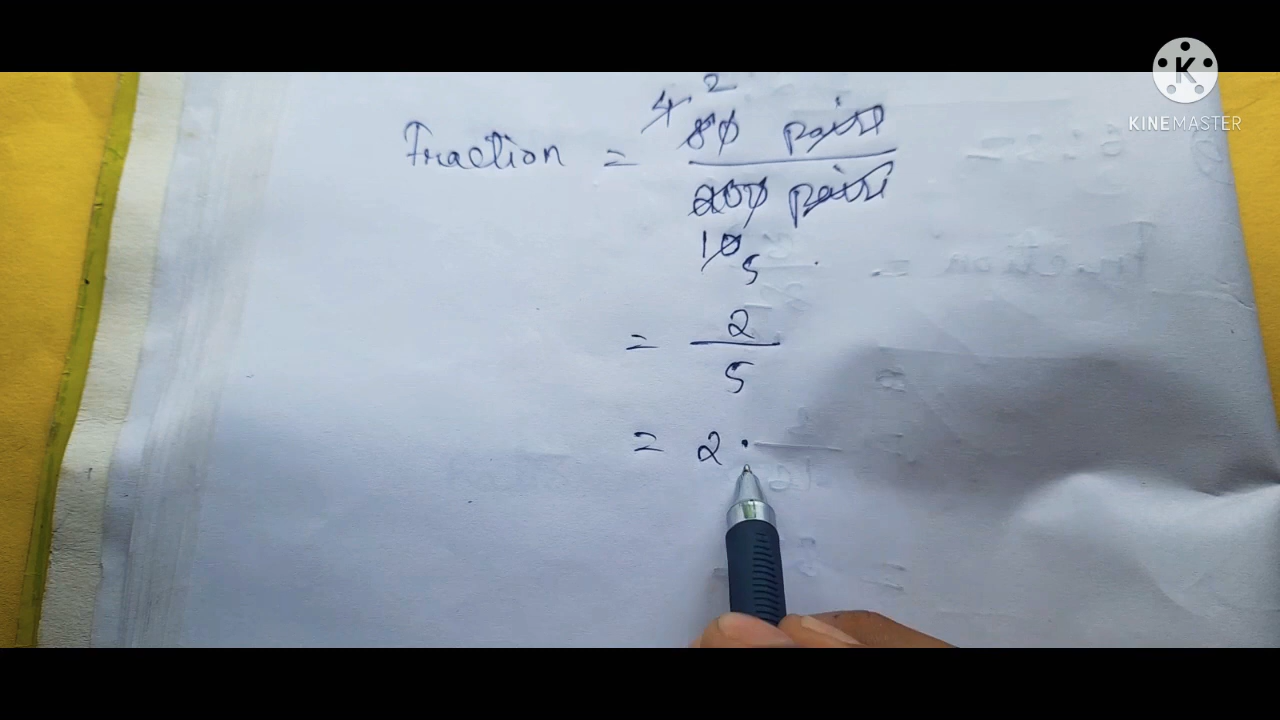 KINEMASTER
4 2
Fraction = 80 paise
200 paise
10 5
= 2
5
= 2 .